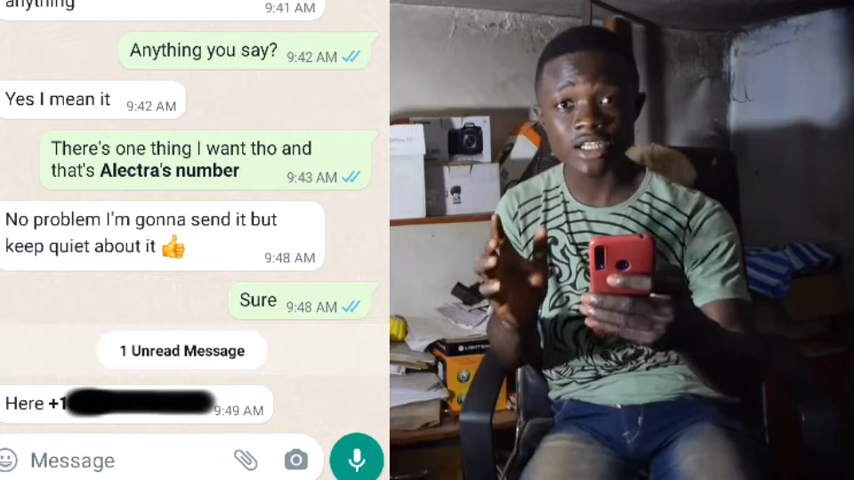 anything
9:41 AM
Anything you say? 9:42 AM
Yes I mean it 9:42 AM
There's one thing I want tho and
that's Alectra's number 9:43 AM
No problem I'm gonna send it but
keep quiet about it 👍
9:48 AM
Sure 9:48 AM
1 Unread Message
Here +1 9:49 AM
Message